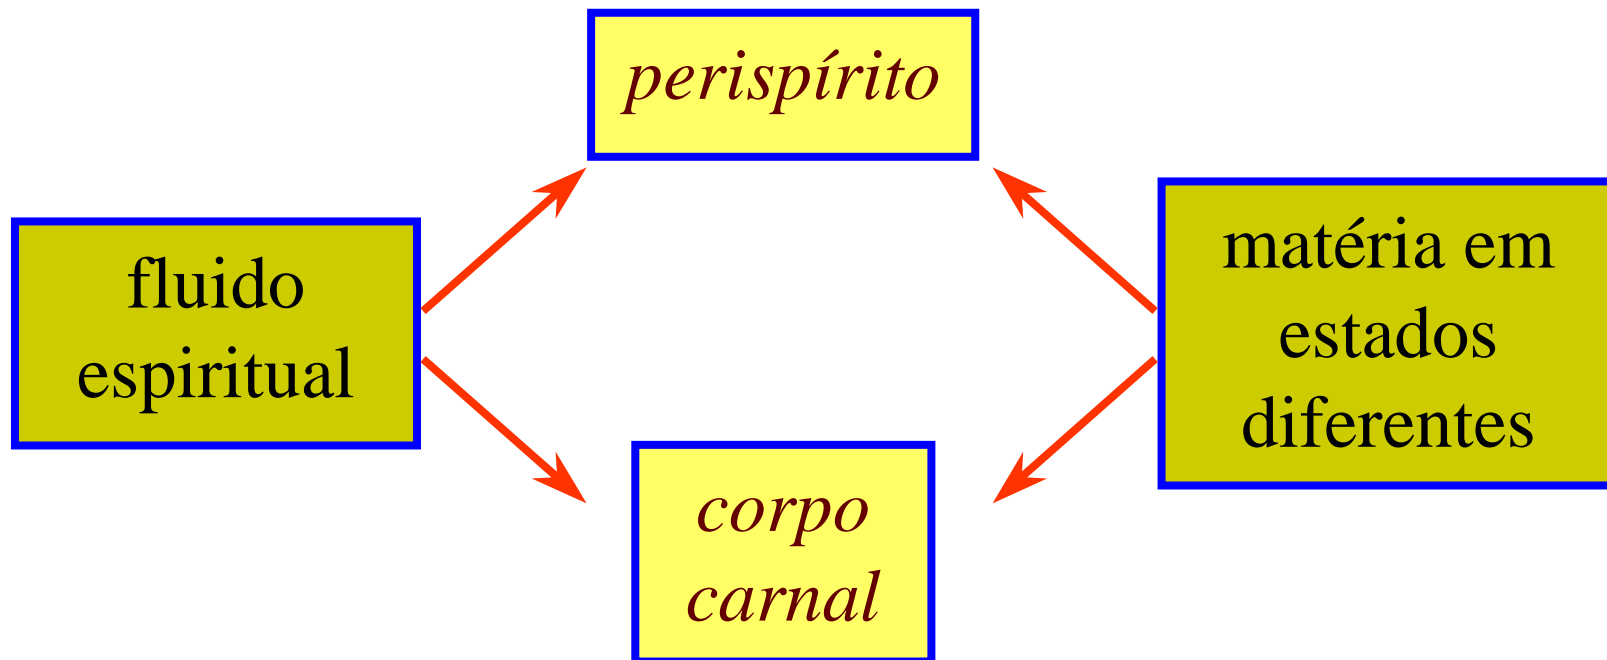 perispírito
fluido
espiritual
matéria em
estados
diferentes
corpo
carnal